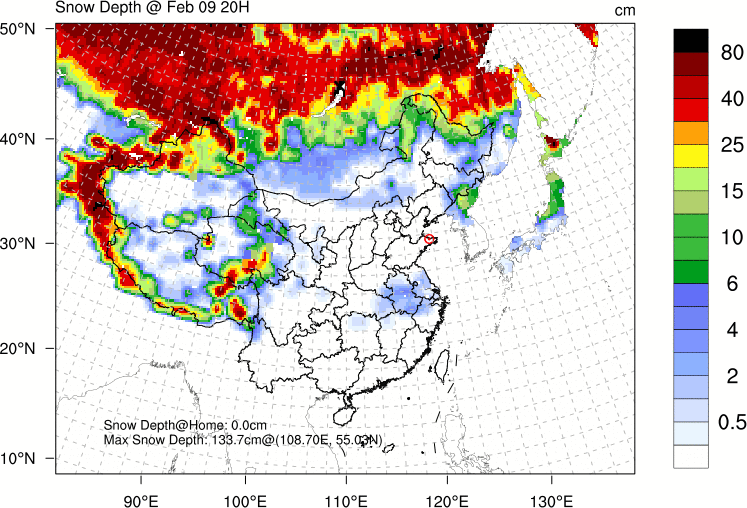 Snow Depth @ Feb 09 20H
cm
50°N
40°N
30°N
20°N
10°N
90°E
100°E
110°E
120°E
130°E
80
40
25
15
10
6
4
2
0.5
Snow Depth@Home: 0.0cm
Max Snow Depth: 133.7cm@(108.70E, 55.03N)